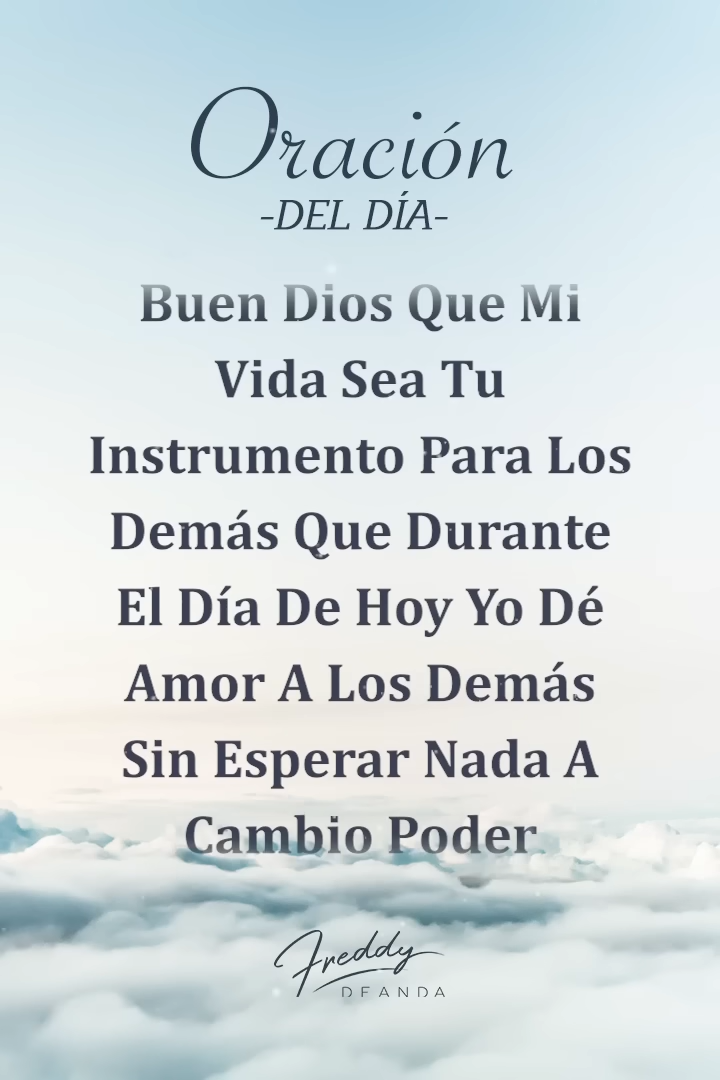 Oración
-DEL DÍA-
Buen Dios Que Mi
Vida Sea Tu
Instrumento Para Los
Demás Que Durante
El Día De Hoy Yo Dé
Amor A Los Demás
Sin Esperar Nada A
Cambio Poder
Freddy
DEANDA